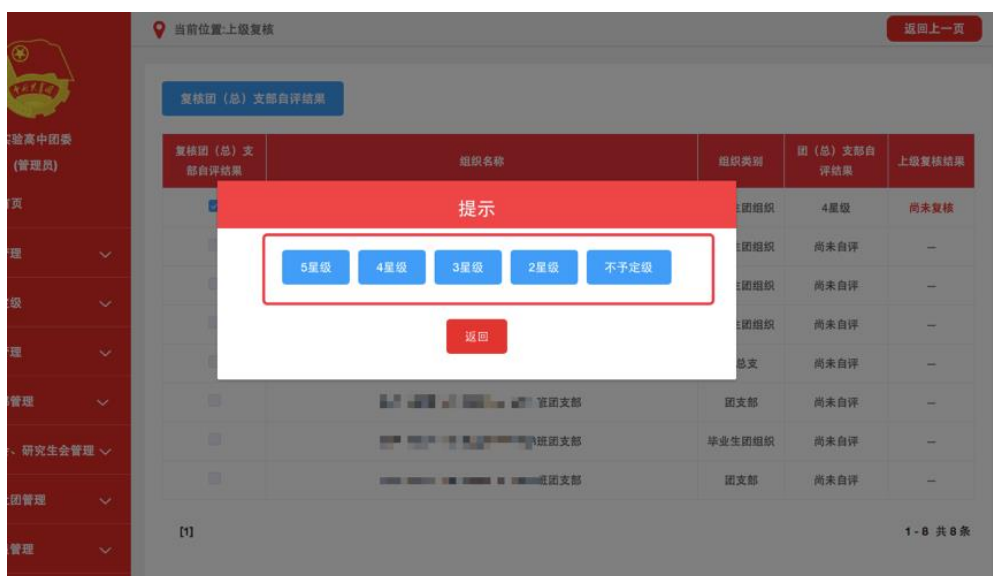 当前位置:上级复核
返回上一页
复核团（总）支部自评结果
验高中团委
(管理员)
页
理
级
理
管理
、研究生会管理
团管理
管理
复核团（总）支
部自评结果
组织名称
组织类别
团（总）支部自
评结果
上级复核结果
提示
5星级 4星级 3星级 2星级 不予定级
返回
生团组织 4星级 尚未复核
团组织 尚未自评 —
团组织 尚未自评 —
团组织 尚未自评 —
总支 尚未自评 —
班团支部 团支部 尚未自评 —
班团支部 毕业生团组织 尚未自评 —
班团支部 团支部 尚未自评 —
[1]
1-8 共8条